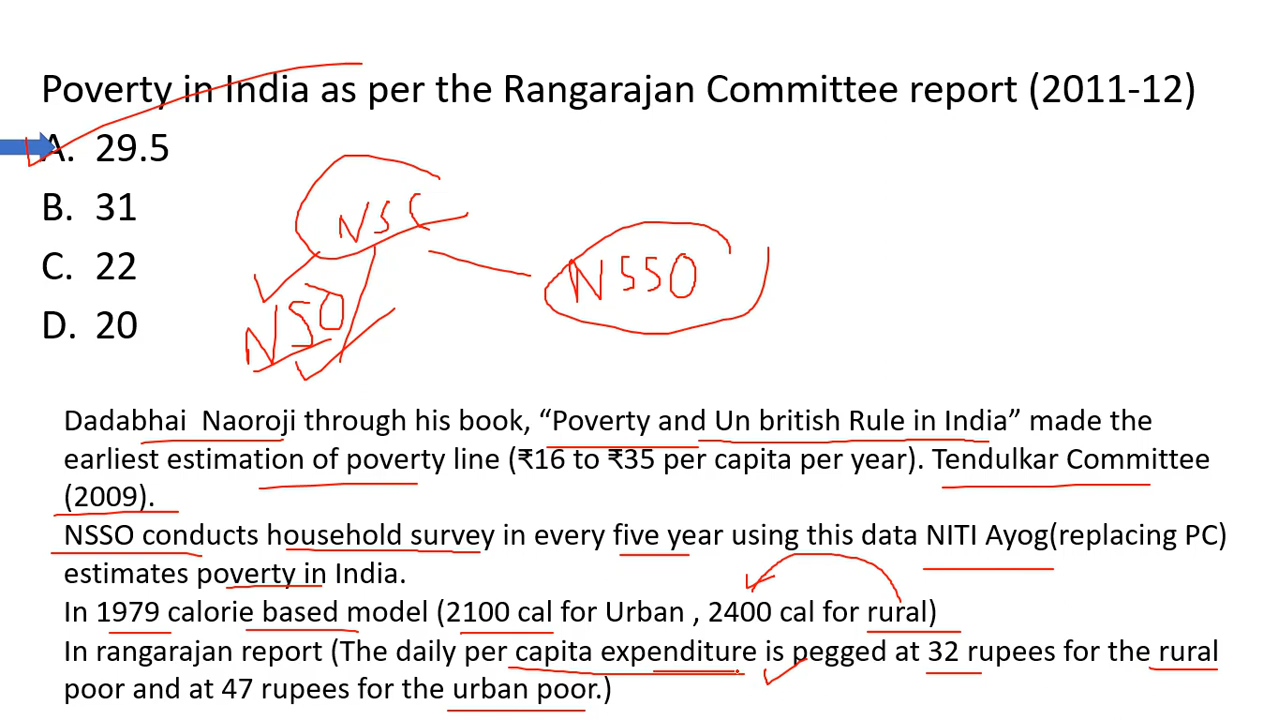 Poverty in India as per the Rangarajan Committee report (2011-12)
A. 29.5
B. 31
C. 22
D. 20
NSC
NSSO
NSO
Dadabhai Naoroji through his book, “Poverty and Un british Rule in India” made the
earliest estimation of poverty line (₹16 to ₹35 per capita per year). Tendulkar Committee
(2009).
NSSO conducts household survey in every five year using this data NITI Ayog(replacing PC)
estimates poverty in India.
In 1979 calorie based model (2100 cal for Urban , 2400 cal for rural)
In rangarajan report (The daily per capita expenditure is pegged at 32 rupees for the rural
poor and at 47 rupees for the urban poor.)